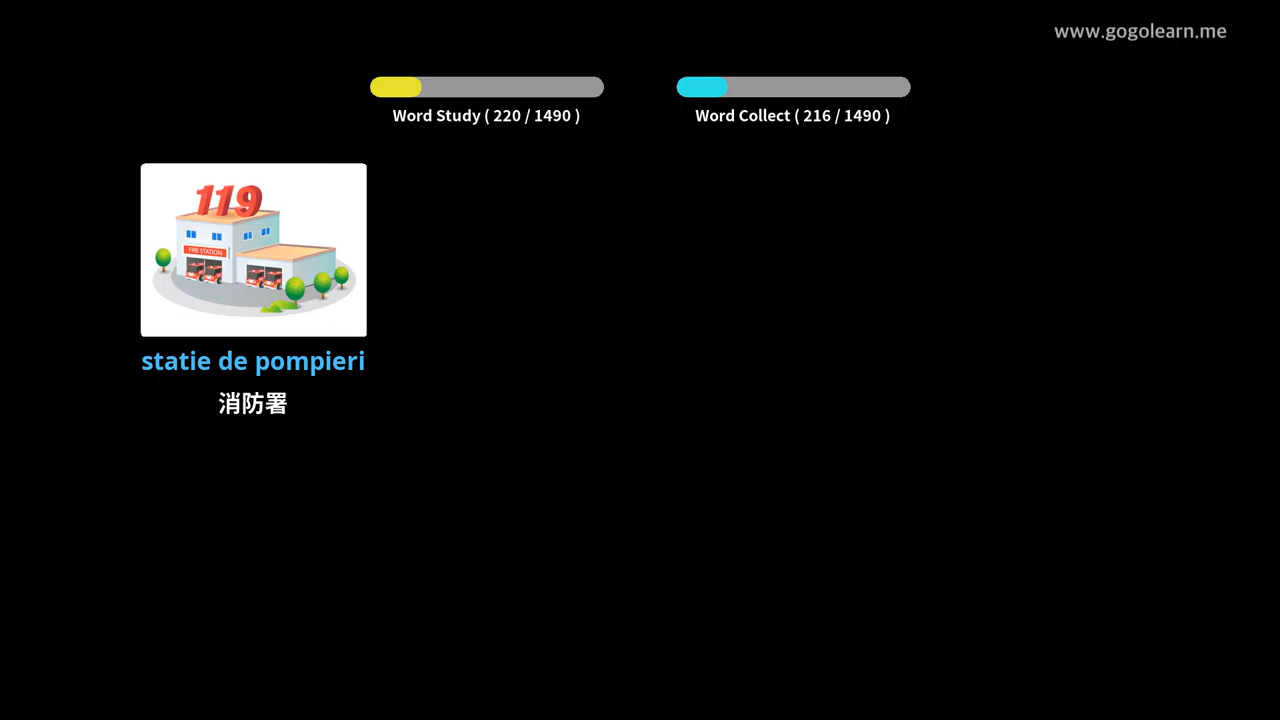 www.gogolearn.me
Word Study ( 220 / 1490 )
Word Collect ( 216 / 1490 )
119
FIRE STATION
statie de pompieri
消防署